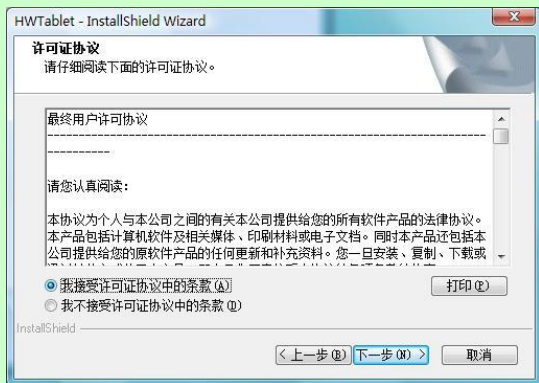 HWTablet - InstallShield Wizard
许可证协议
请仔细阅读下面的许可证协议。
最终用户许可协议
--------------------------------------------------------------------------------
----------
请您认真阅读:
本协议为个人与本公司之间的有关本公司提供给您的所有软件产品的法律协议。
本产品包括计算机软件及相关媒体、印刷材料或电子文档。同时本产品还包括本
公司提供给您的原软件产品的任何更新和补充资料。您一旦安装、复制、下载或
我接受许可证协议中的条款(A)
打印(P)
我不接受许可证协议中的条款(D)
InstallShield
< 上一步(B)
下一步(N) >
取消